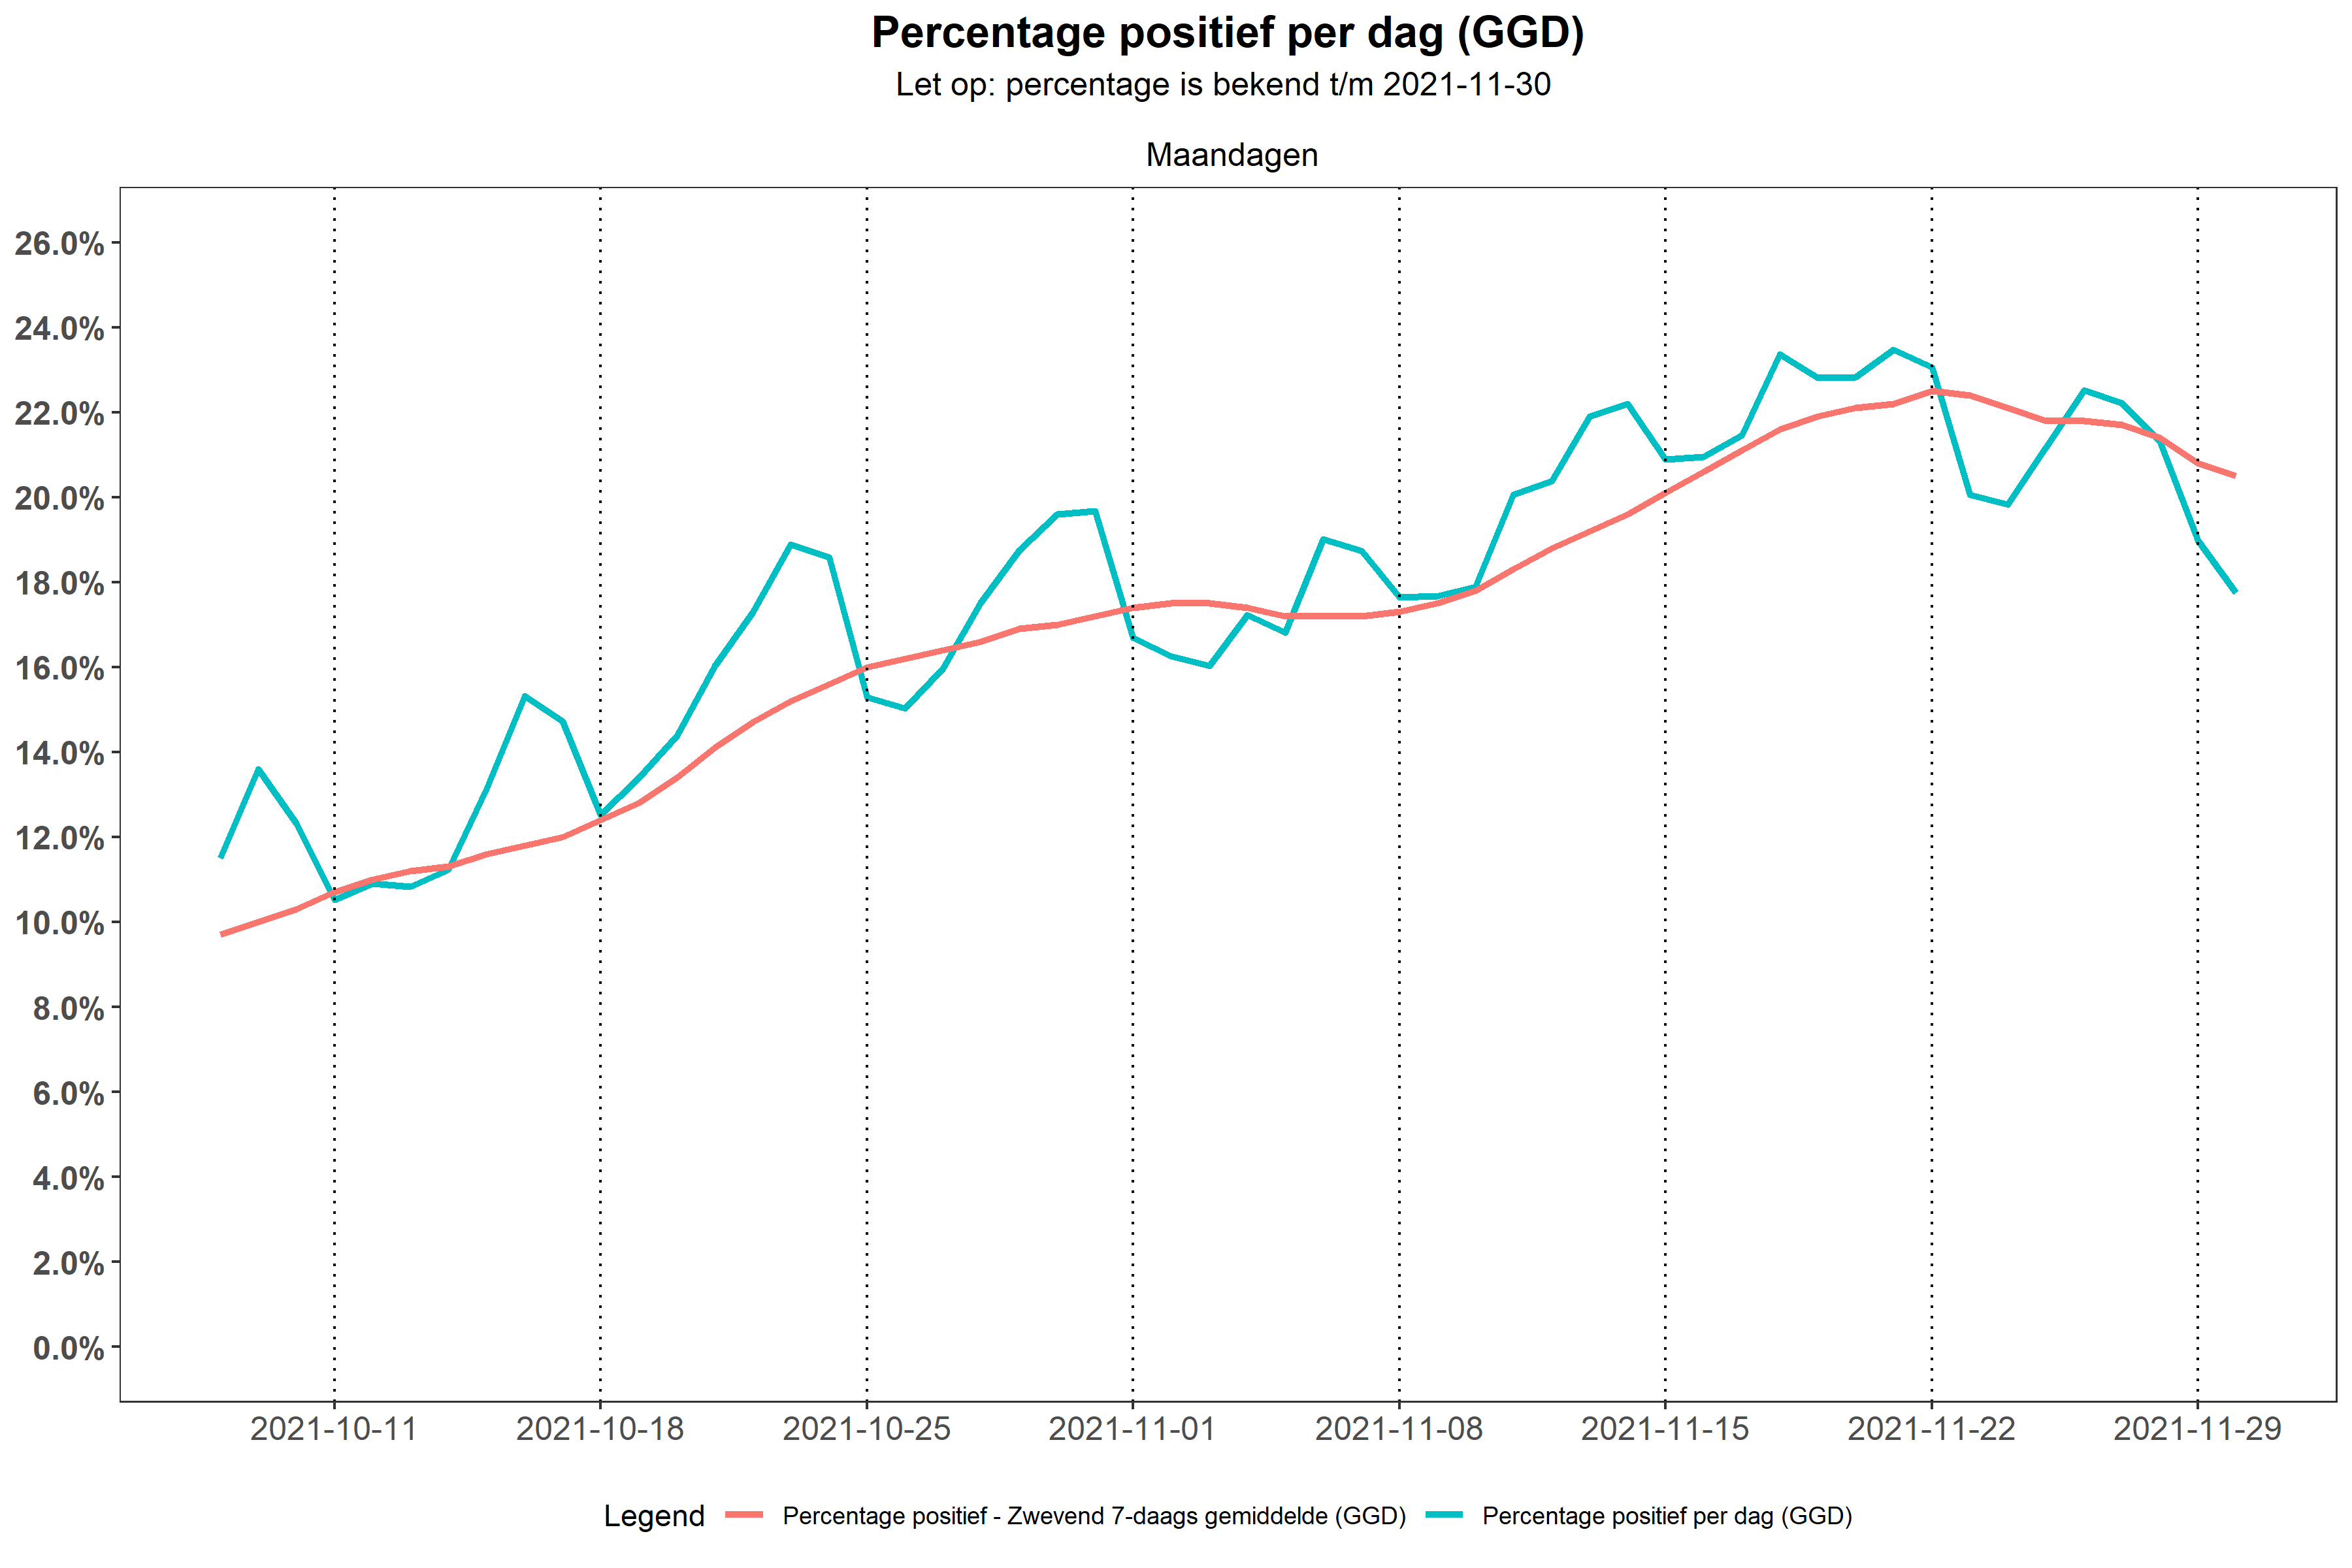 Percentage positief per dag (GGD)
Let op: percentage is bekend t/m 2021-11-30
Maandagen
26.0%
24.0%
22.0%
20.0%
18.0%
16.0%
14.0%
12.0%
10.0%
8.0%
6.0%
4.0%
2.0%
0.0%
2021-10-11 2021-10-18 2021-10-25 2021-11-01 2021-11-08 2021-11-15 2021-11-22 2021-11-29
Legend Percentage positief - Zwevend 7-daags gemiddelde (GGD) Percentage positief per dag (GGD)